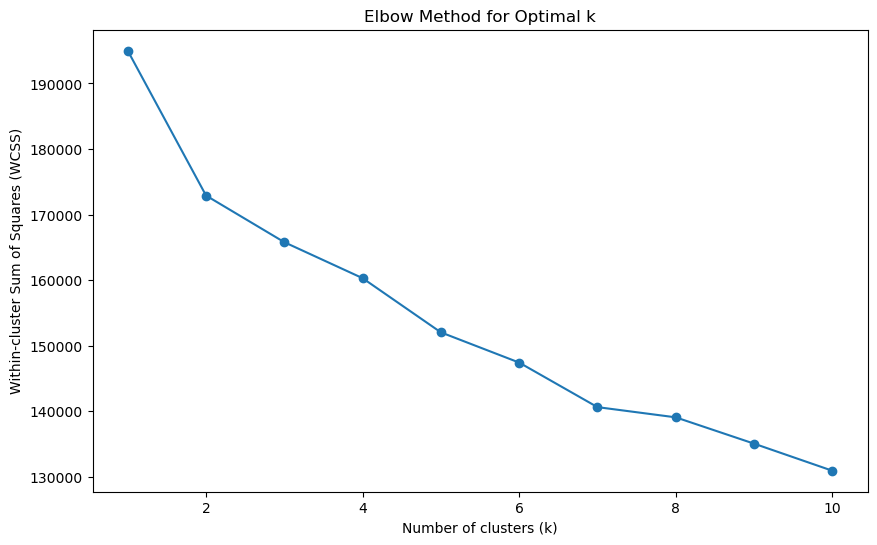 Elbow Method for Optimal k
Within-cluster Sum of Squares (WCSS)
190000
180000
170000
160000
150000
140000
130000
2 4 6 8 10
Number of clusters (k)